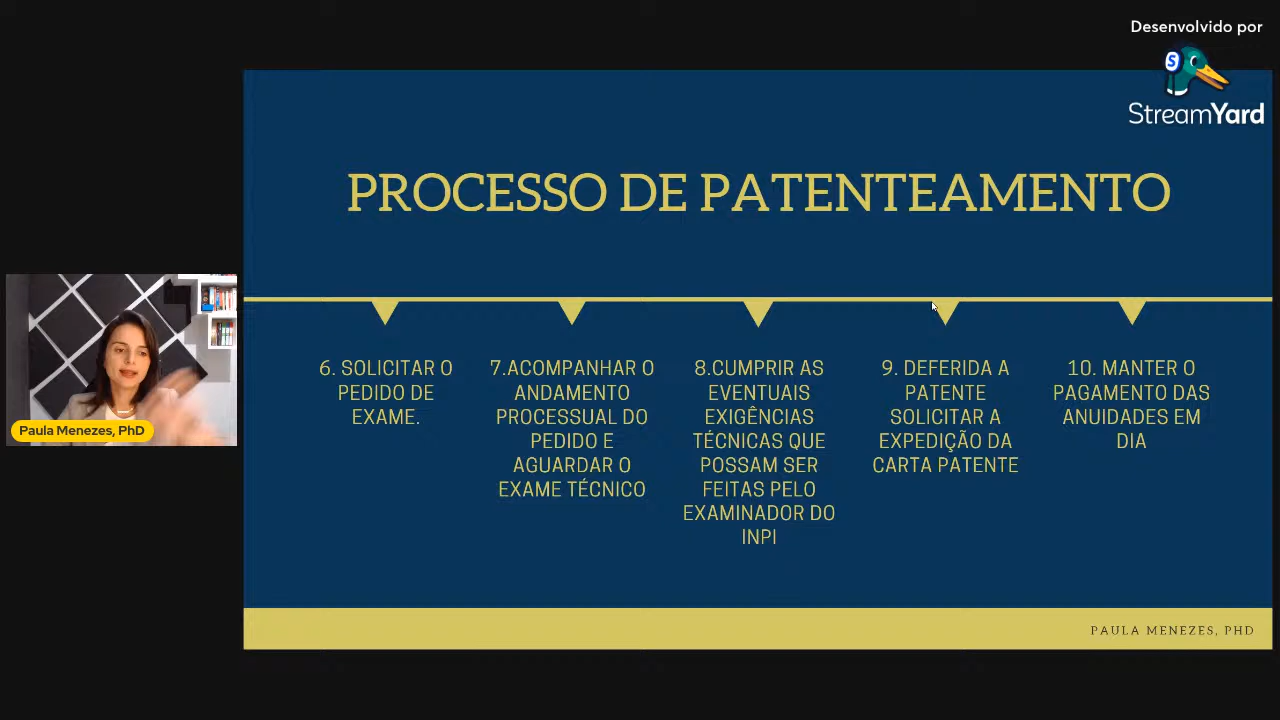 Desenvolvido por
S
StreamYard
PROCESSO DE PATENTEAMENTO
6. SOLICITAR O
PEDIDO DE
EXAME.
7.ACOMPANHAR O
ANDAMENTO
PROCESSUAL DO
PEDIDO E
AGUARDAR O
EXAME TÉCNICO
8.CUMPRIR AS
EVENTUAIS
EXIGÊNCIAS
TÉCNICAS QUE
POSSAM SER
FEITAS PELO
EXAMINADOR DO
INPI
9. DEFERIDA A
PATENTE
SOLICITAR A
EXPEDIÇÃO DA
CARTA PATENTE
10. MANTER O
PAGAMENTO DAS
ANUIDADES EM
DIA
Paula Menezes, PhD
PAULA MENEZES, PHD